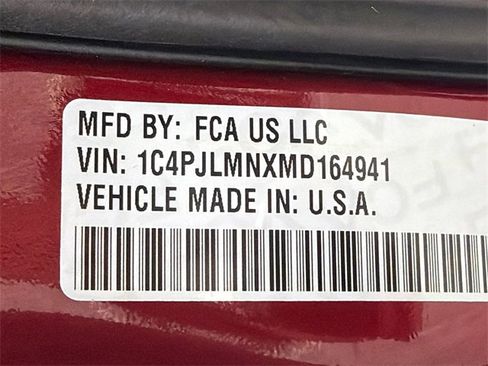 MFD BY: FCA US LLC
VIN: 1C4PJLMNXMD164941
VEHICLE MADE IN: U.S.A.